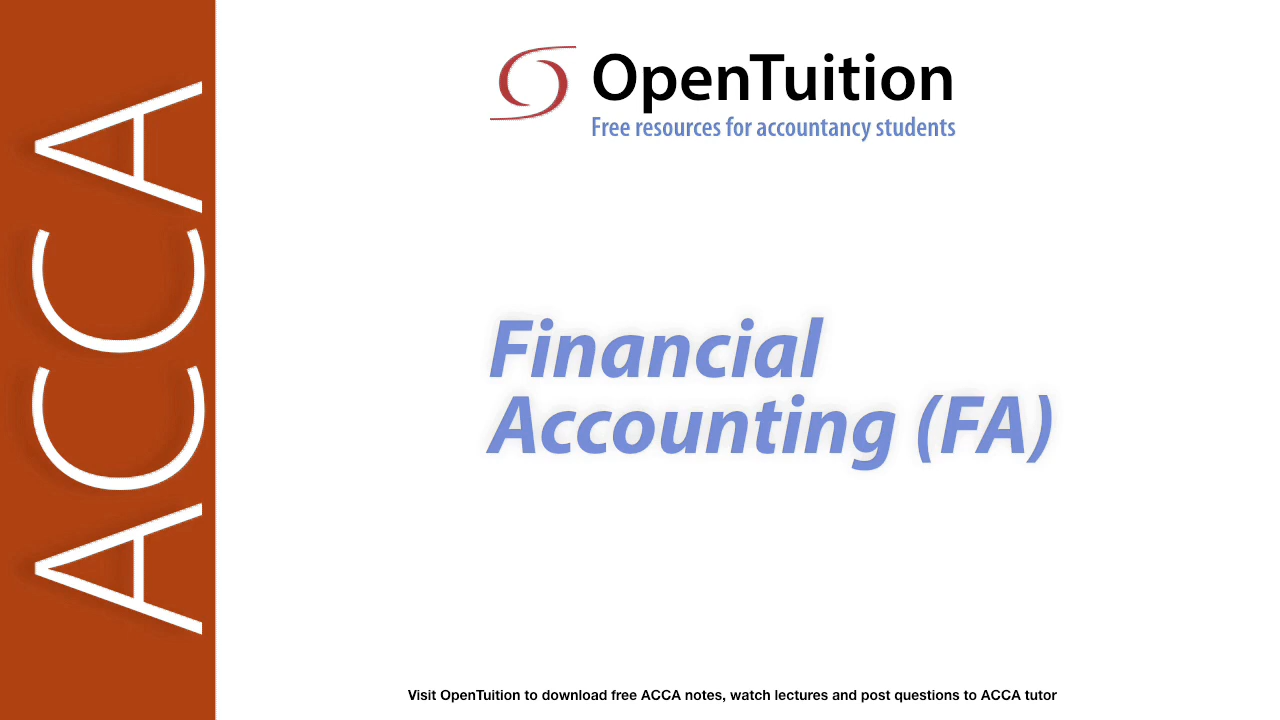 ACCA
OpenTuition
Free resources for accountancy students
Financial
Accounting (FA)
Visit OpenTuition to download free ACCA notes, watch lectures and post questions to ACCA tutor